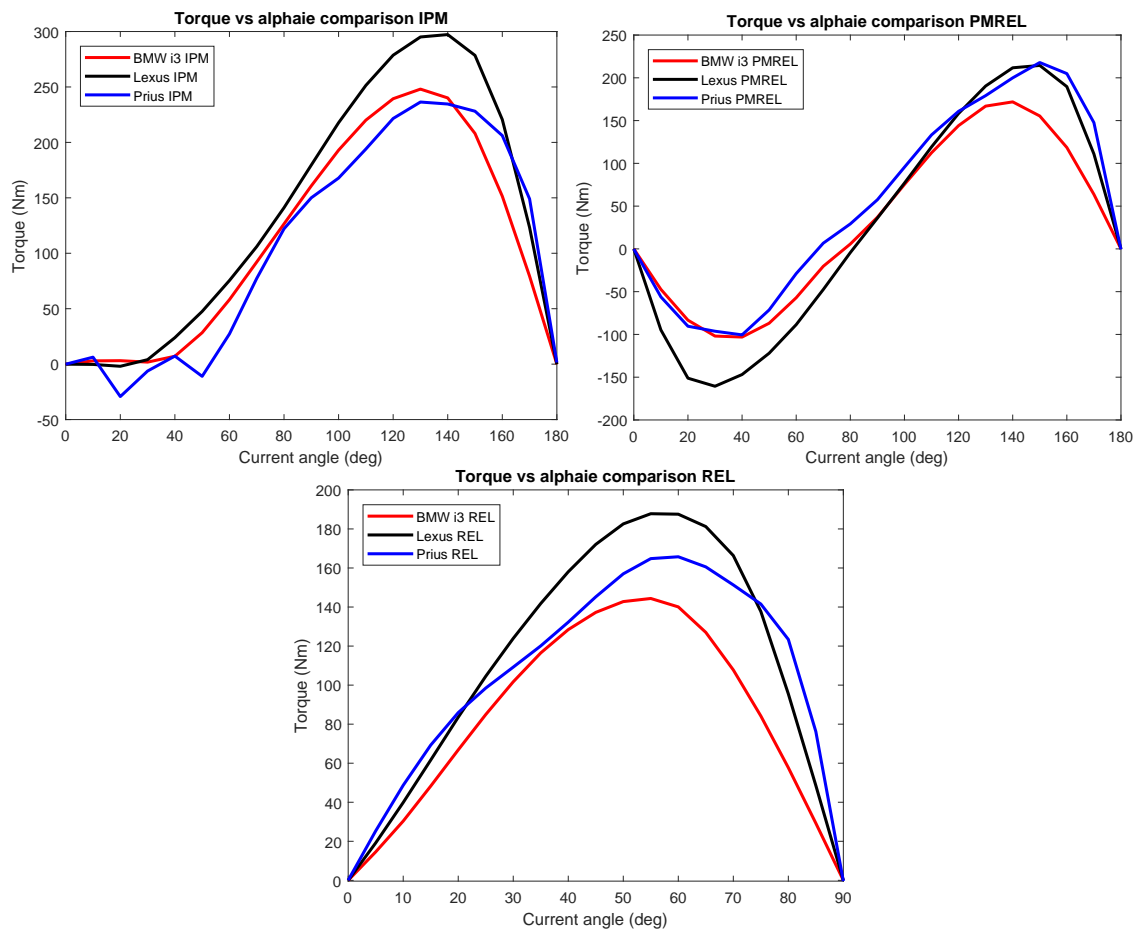 Torque vs alphaie comparison IPM
BMW i3 IPM
Lexus IPM
Prius IPM
Torque (Nm)
300
250
200
150
100
50
0
-50
0 20 40 60 80 100 120 140 160 180
Current angle (deg)
Torque vs alphaie comparison PMREL
BMW i3 PMREL
Lexus PMREL
Prius PMREL
Torque (Nm)
250
200
150
100
50
0
-50
-100
-150
-200
0 20 40 60 80 100 120 140 160 180
Current angle (deg)
Torque vs alphaie comparison REL
BMW i3 REL
Lexus REL
Prius REL
Torque (Nm)
200
180
160
140
120
100
80
60
40
20
0
0 10 20 30 40 50 60 70 80 90
Current angle (deg)